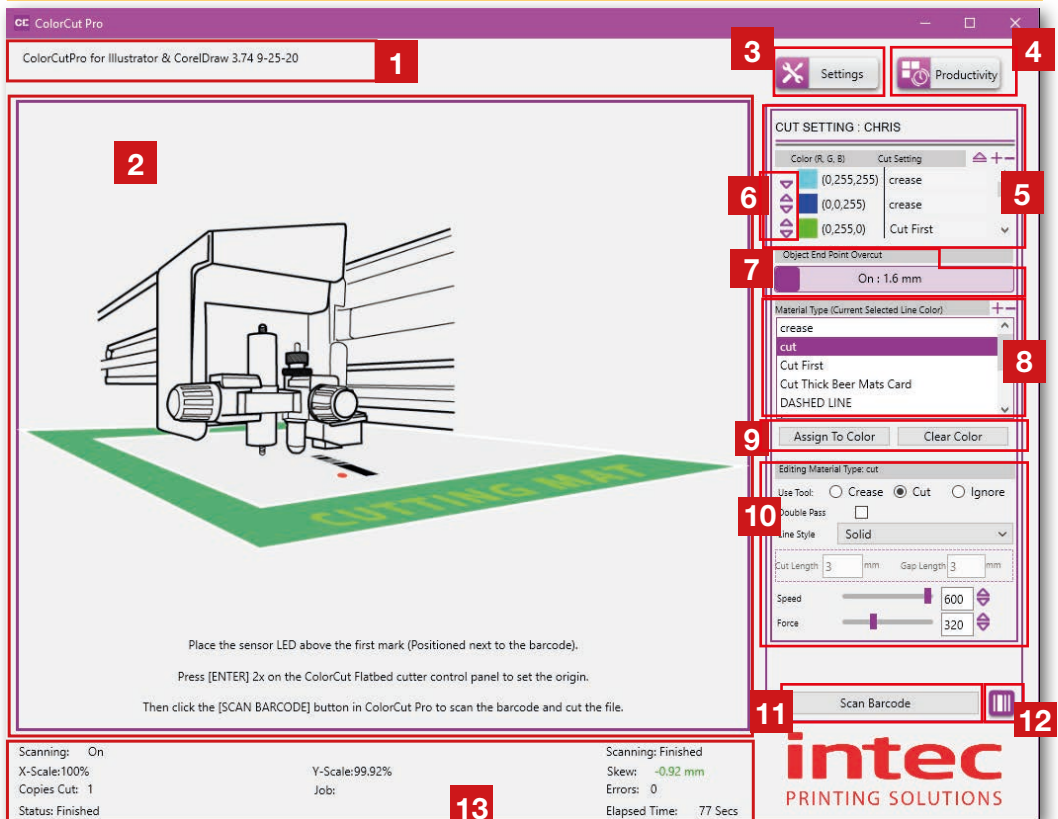 CC ColorCut Pro
ColorCutPro for Illustrator & CorelDraw 3.74 9-25-20
1
3
Settings
4
Productivity
2
CUT SETTING : CHRIS
Color (R, G, B) Cut Setting
5
6
(0,255,255) crease
(0,0,255) crease
(0,255,0) Cut First
7
Object End Point Overcut
On : 1.6 mm
Material Type (Current Selected Line Color)
8
crease
cut
Cut First
Cut Thick Beer Mats Card
DASHED LINE
9
Assign To Color Clear Color
10
Editing Material Type: cut
Use Tool: Crease Cut Ignore
Double Pass
Line Style Solid
Cut Length 3 mm Gap Length 3 mm
Speed 600
Force 320
CUTTING MAT
Place the sensor LED above the first mark (Positioned next to the barcode).
Press [ENTER] 2x on the ColorCut Flatbed cutter control panel to set the origin.
Then click the [SCAN BARCODE] button in ColorCut Pro to scan the barcode and cut the file.
11
Scan Barcode
12
13
Scanning: On Scanning: Finished
X-Scale:100% Y-Scale:99.92% Skew: -0.92 mm
Copies Cut: 1 Job: Errors: 0
Status: Finished Elapsed Time: 77 Secs
intec
PRINTING SOLUTIONS